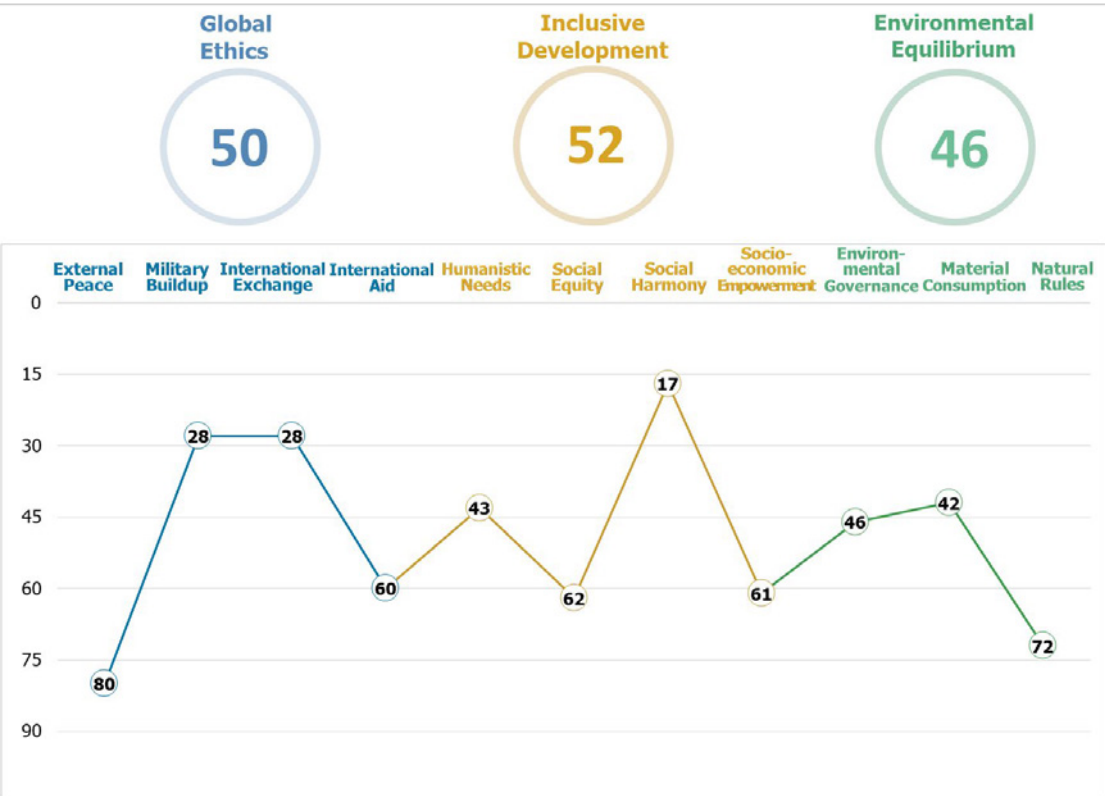 Global
Ethics
50
Inclusive
Development
52
Environmental
Equilibrium
46
External
Peace
Military
Buildup
International
Exchange
International
Aid
Humanistic
Needs
Social
Equity
Social
Harmony
Socio-
economic
Empowerment
Environ-
mental
Governance
Material
Consumption
Natural
Rules
0
15
30
45
60
75
90
80
28
28
60
43
62
17
61
46
42
72